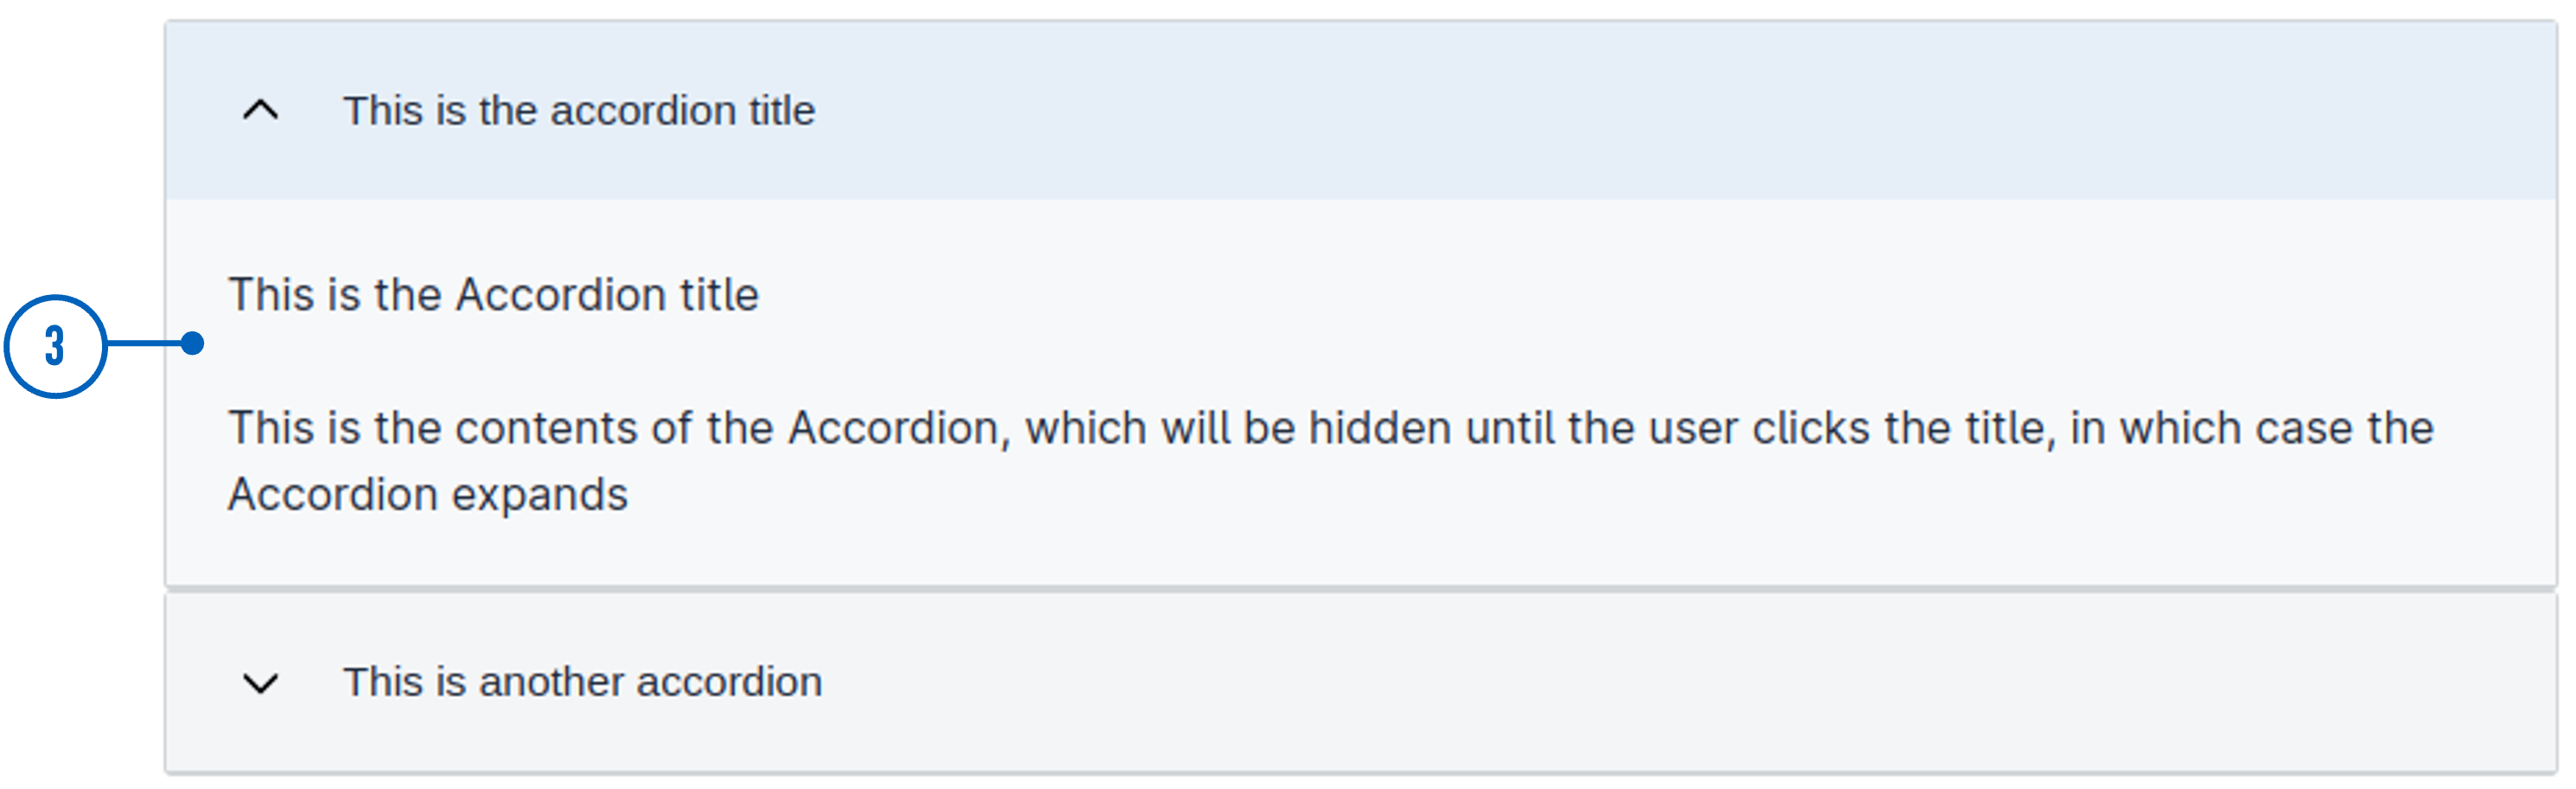 This is the accordion title
This is the Accordion title
3
This is the contents of the Accordion, which will be hidden until the user clicks the title, in which case the
Accordion expands
This is another accordion